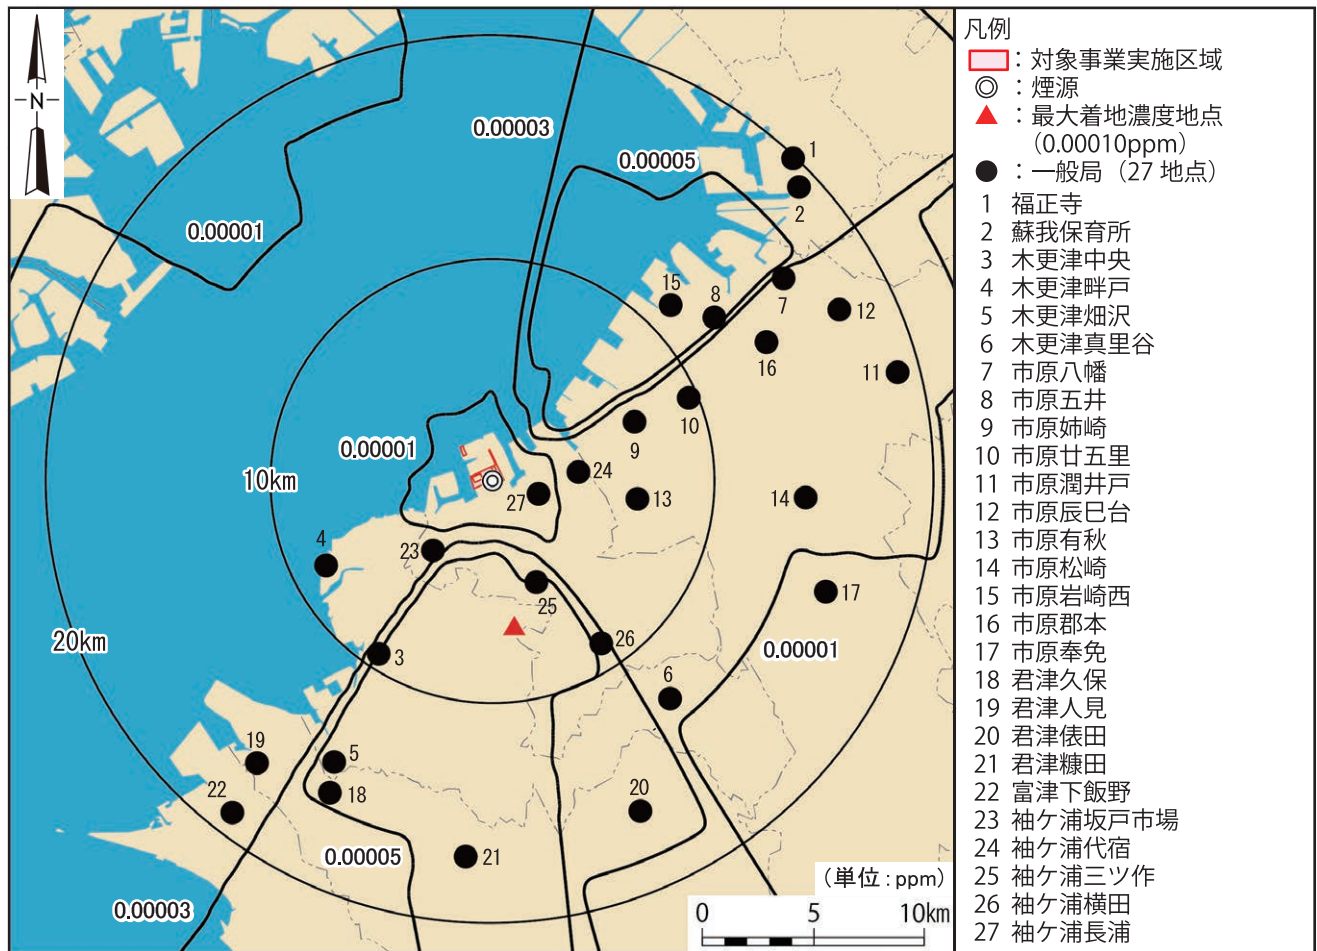 N
0.00003
0.00005
0.00001
0.00001
10km
20km
0.00001
0.00005
0.00003
1
2
15
8
7
12
16
11
10
9
24
27
13
14
4
23
25
17
26
3
6
19
5
18
22
20
21
(単位:ppm)
0 5 10km
凡例
:対象事業実施区域
:煙源
:最大着地濃度地点
(0.00010ppm)
:一般局(27 地点)
1 福正寺
2 蘇我保育所
3 木更津中央
4 木更津畔戸
5 木更津畑沢
6 木更津真里谷
7 市原八幡
8 市原五井
9 市原姉崎
10 市原廿五里
11 市原潤井戸
12 市原辰巳台
13 市原有秋
14 市原松崎
15 市原岩崎西
16 市原郡本
17 市原奉免
18 君津久保
19 君津人見
20 君津俵田
21 君津糠田
22 富津下飯野
23 袖ケ浦坂戸市場
24 袖ケ浦代宿
25 袖ケ浦三ツ作
26 袖ケ浦横田
27 袖ケ浦長浦